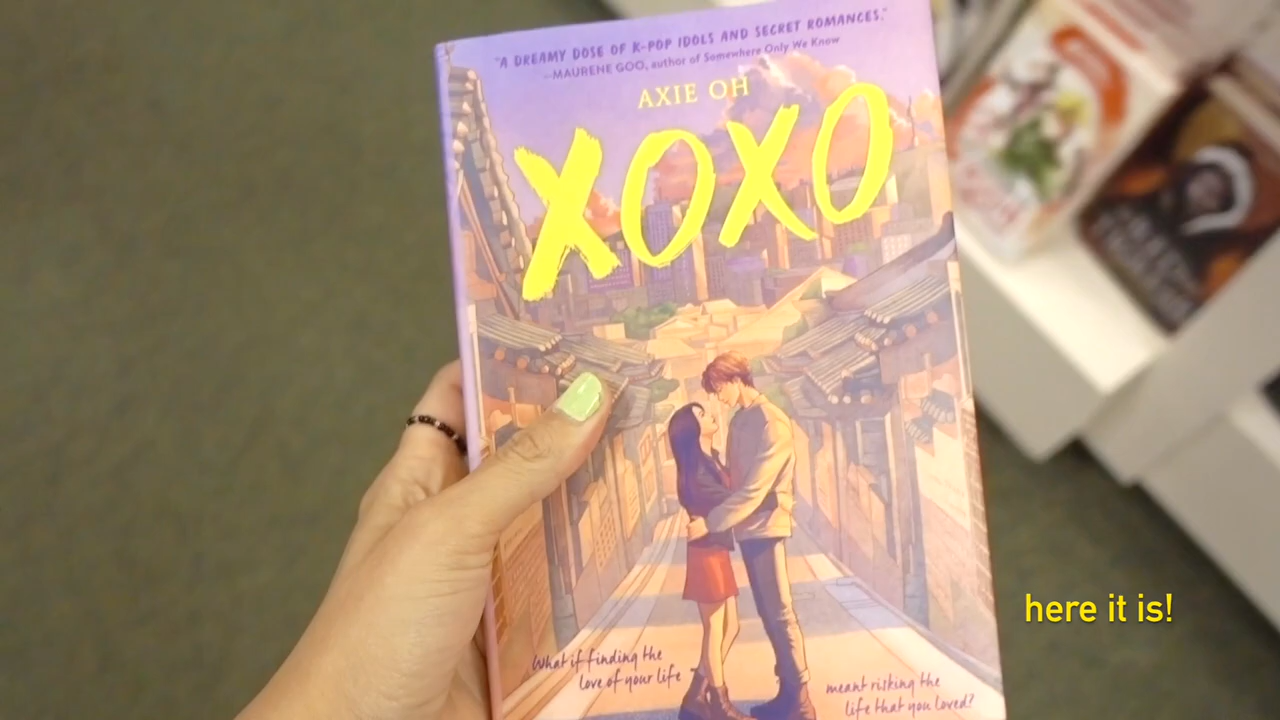 "A DREAMY DOSE OF K-POP IDOLS AND SECRET ROMANCES."
—MAURENE GOO, author of Somewhere Only We Know
AXIE OH
XOXO
here it is!
What if finding the
love of your life
meant risking the
life that you loved?